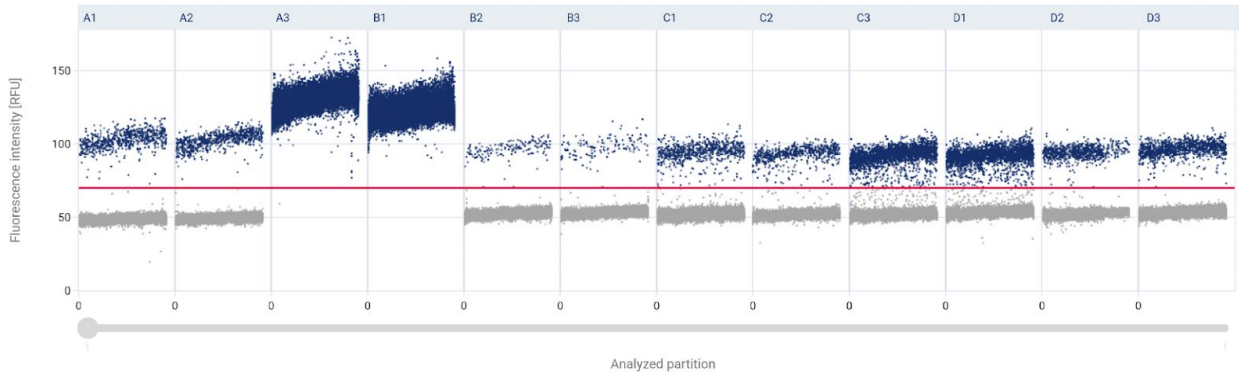 A1 A2 A3 B1 B2 B3 C1 C2 C3 D1 D2 D3
Fluorescence intensity [RFU]
150
100
50
0
0 0 0 0 0 0 0 0 0 0 0 0
Analyzed partition